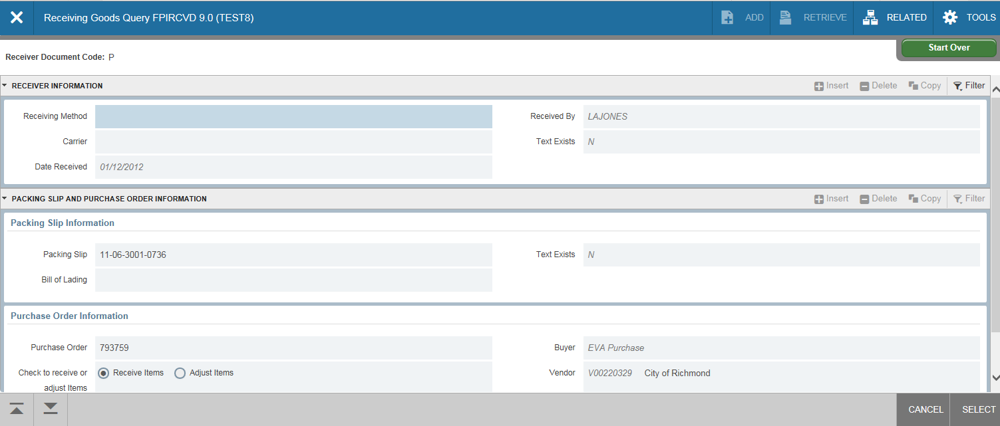 Receiving Goods Query FPIRCVD 9.0 (TEST8) ADD RETRIEVE RELATED TOOLS
Start Over
Receiver Document Code: P
RECEIVER INFORMATION Insert Delete Copy Filter
Receiving Method Received By LAJONES
Carrier Text Exists N
Date Received 01/12/2012
PACKING SLIP AND PURCHASE ORDER INFORMATION Insert Delete Copy Filter
Packing Slip Information
Packing Slip 11-06-3001-0736 Text Exists N
Bill of Lading
Purchase Order Information
Purchase Order 793759 Buyer EVA Purchase
Check to receive or Receive Items Adjust Items Vendor V00220329 City of Richmond
adjust Items
CANCEL SELECT